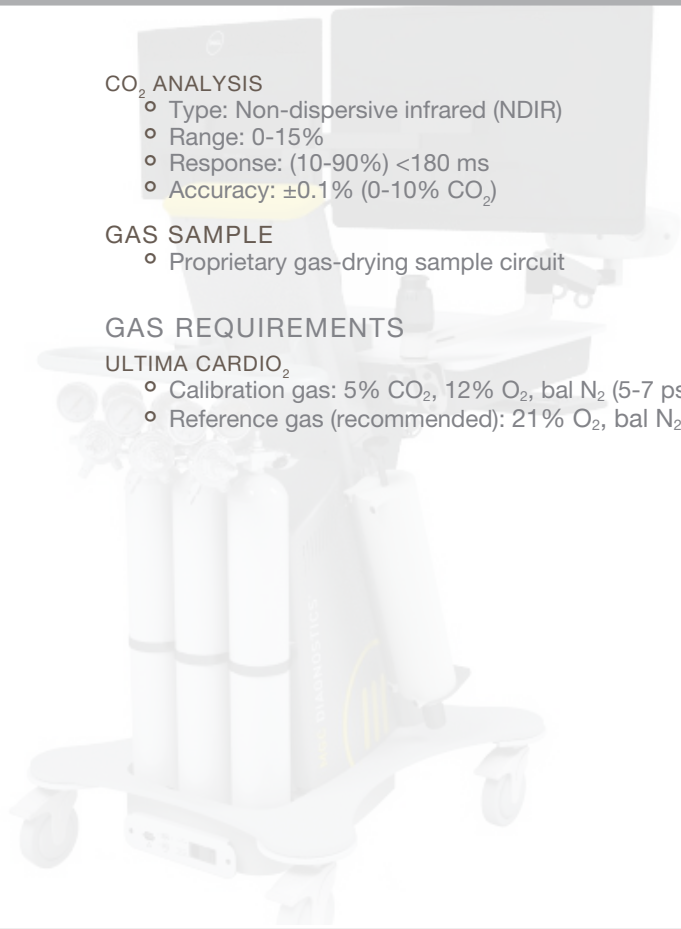 CO₂ ANALYSIS
Type: Non-dispersive infrared (NDIR)
Range: 0-15%
Response: (10-90%) <180 ms
Accuracy: ±0.1% (0-10% CO₂)
GAS SAMPLE
Proprietary gas-drying sample circuit
GAS REQUIREMENTS
ULTIMA CARDIO₂
Calibration gas: 5% CO₂, 12% O₂, bal N₂ (5-7
Reference gas (recommended): 21% O₂, bal N₂
DIAGNOSTICS